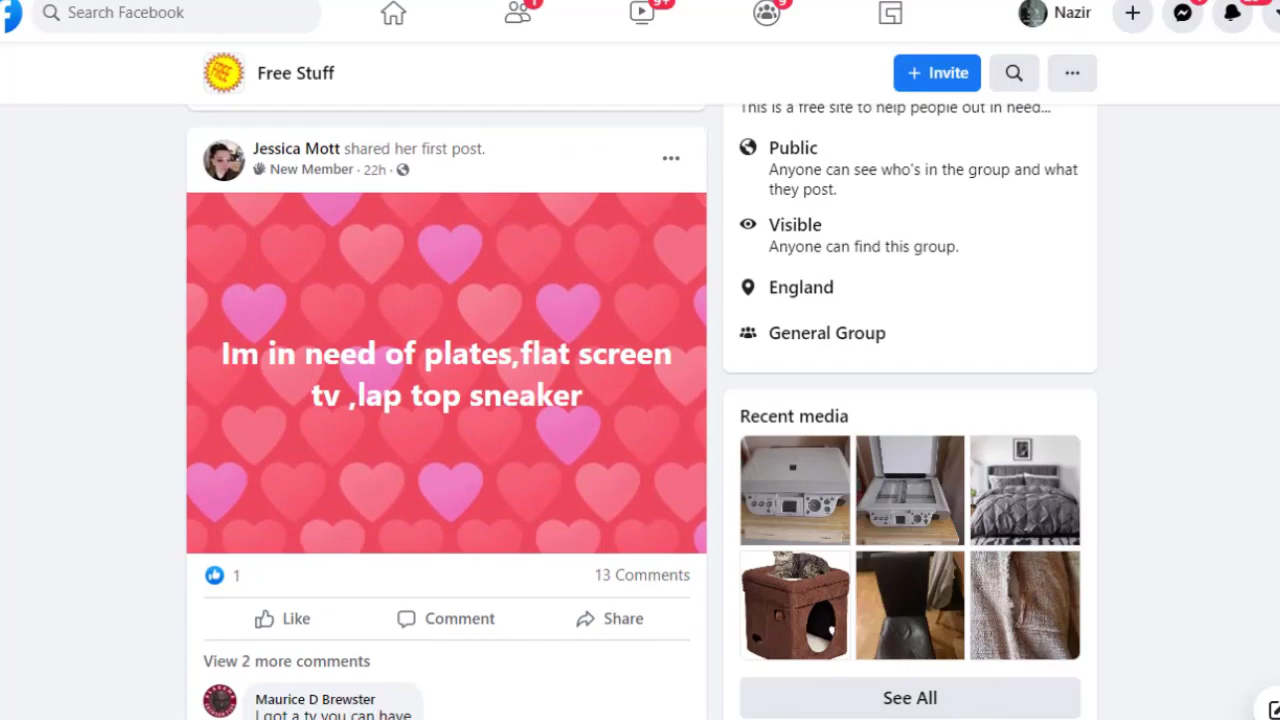 Search Facebook
1
9+
9
Nazir
FREE
Free Stuff
+ Invite
This is a free site to help people out in need...
Jessica Mott shared her first post.
New Member · 22h ·
Public
Anyone can see who's in the group and what
they post.
Visible
Anyone can find this group.
England
General Group
Im in need of plates,flat screen
tv ,lap top sneaker
Recent media
1
13 Comments
Like
Comment
Share
View 2 more comments
Maurice D Brewster
I got a tv you can have
See All